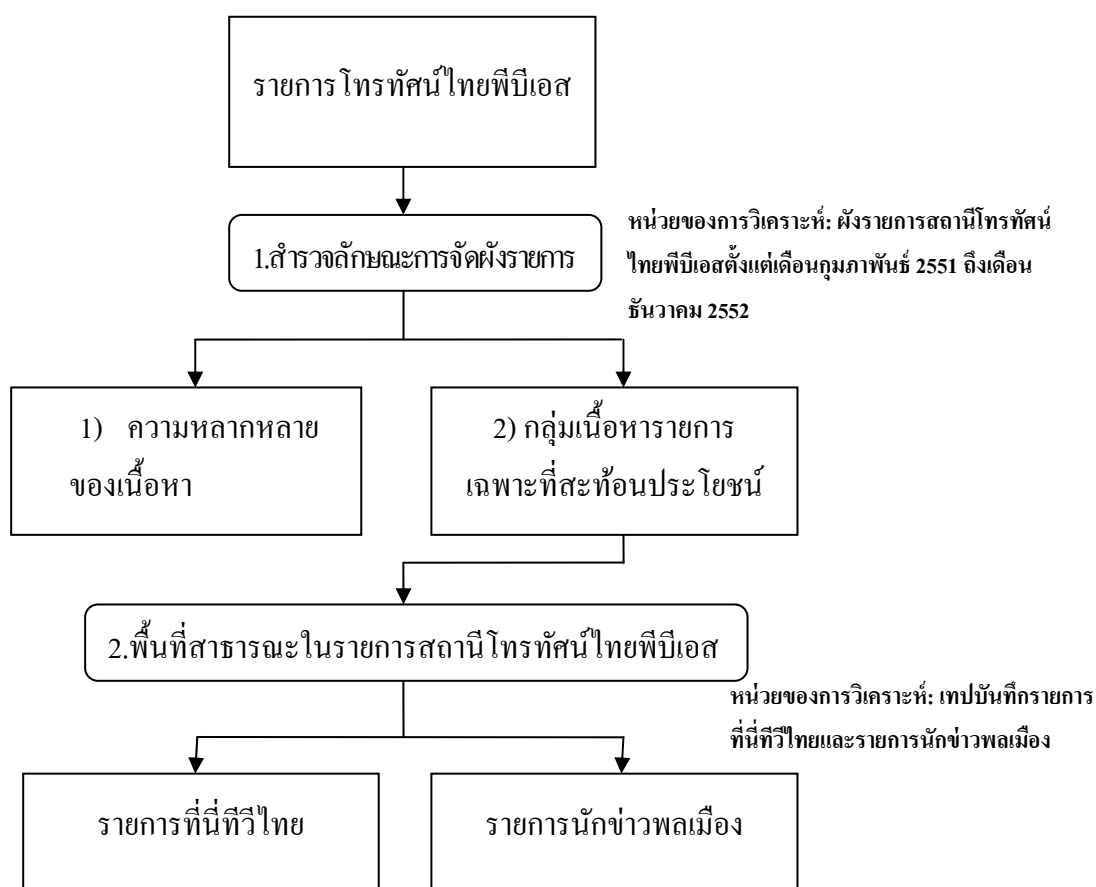 รายการโทรทัศน์ไทยพีบีเอส
1.สำรวจลักษณะการจัดผังรายการ
หน่วยของการวิเคราะห์: ผังรายการสถานีโทรทัศน์
ไทยพีบีเอสตั้งแต่เดือนกุมภาพันธ์ 2551 ถึงเดือน
ธันวาคม 2552
1) ความหลากหลาย
ของเนื้อหา
2) กลุ่มเนื้อหารายการ
เฉพาะที่สะท้อนประโยชน์
2.พื้นที่สาธารณะในรายการสถานีโทรทัศน์ไทยพีบีเอส
หน่วยของการวิเคราะห์: เทปบันทึกรายการ
ที่นี่ทีวีไทยและรายการนักข่าวพลเมือง
รายการที่นี่ทีวีไทย
รายการนักข่าวพลเมือง